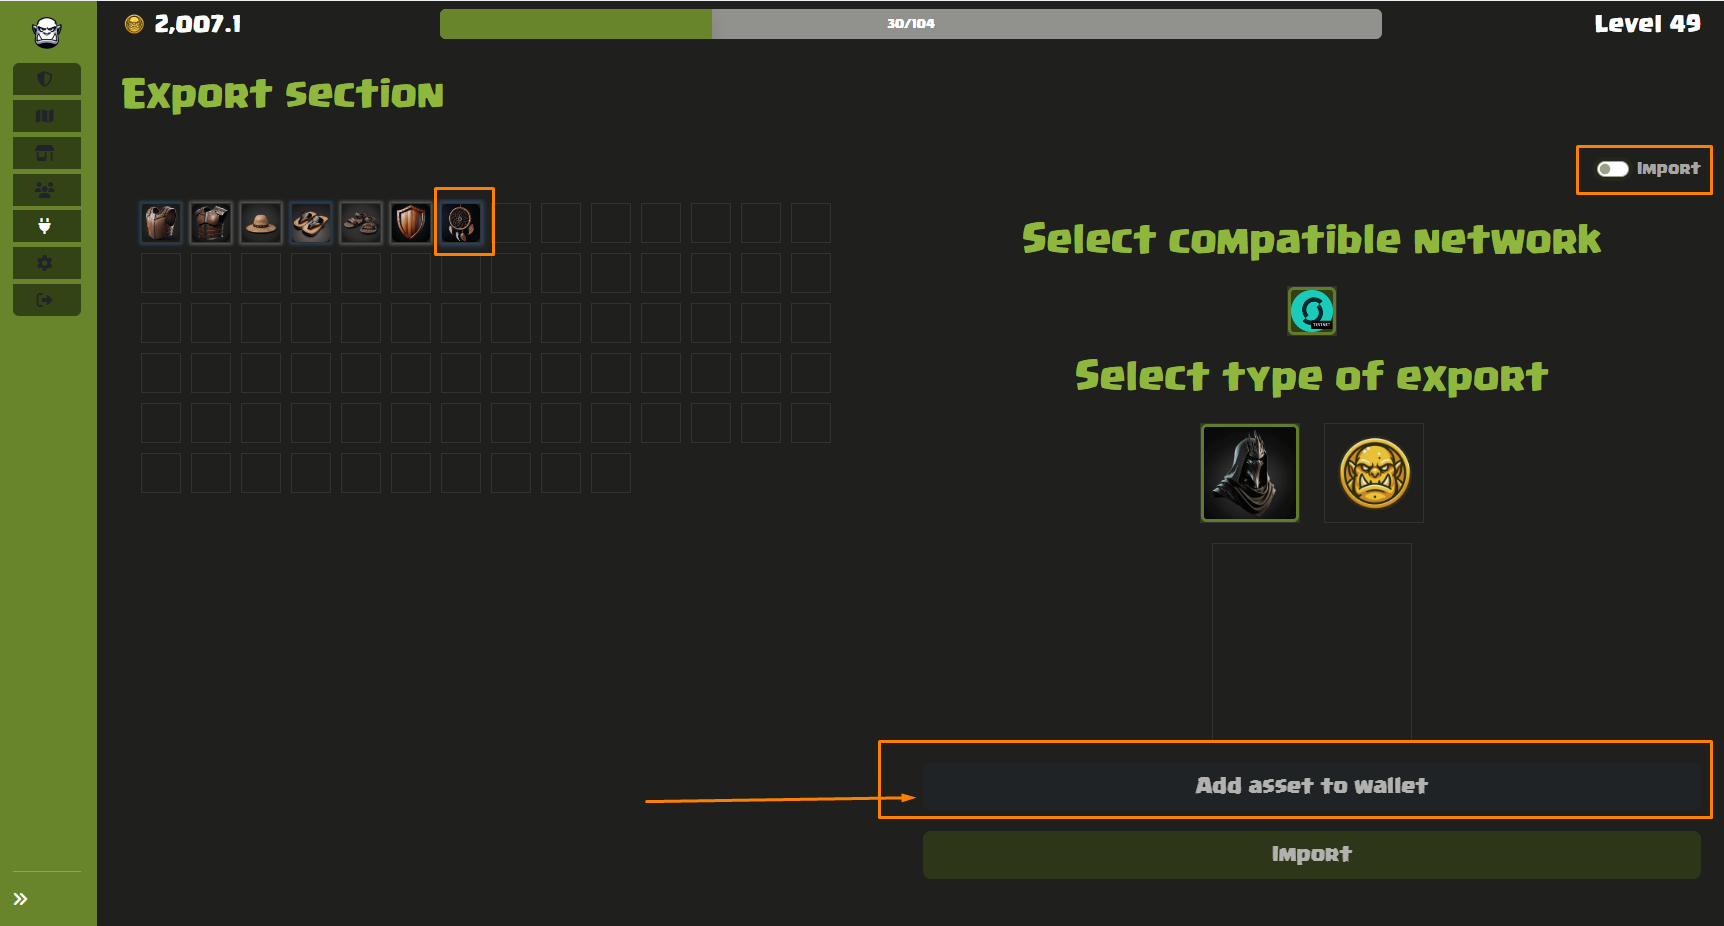 2,007.1
30/104
Level 49
Export section
Import
Select compatible network
TESTNET
Select type of export
Add asset to wallet
Import